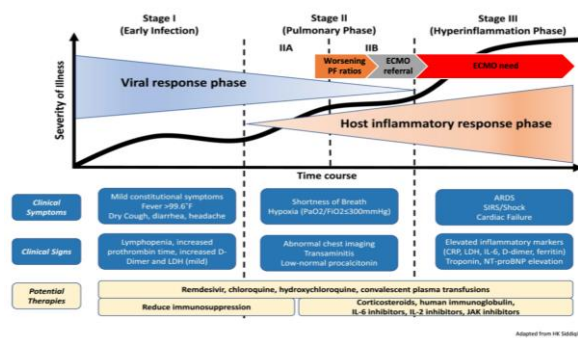 Stage I
(Early Infection)
Stage II
(Pulmonary Phase)
Stage III
(Hyperinflammation Phase)
IIA
IIB
Worsening
PF ratios
ECMO
referral
ECMO need
Severity of Illness
Viral response phase
Host inflammatory response phase
Time course
Clinical
Symptoms
Mild constitutional symptoms
Fever >99.6°F
Dry Cough, diarrhea, headache
Shortness of Breath
Hypoxia (PaO2/FiO2≤300mmHg)
ARDS
SIRS/Shock
Cardiac Failure
Clinical Signs
Lymphopenia, increased
prothrombin time, increased D-
Dimer and LDH (mild)
Abnormal chest imaging
Transaminitis
Low-normal procalcitonin
Elevated inflammatory markers
(CRP, LDH, IL-6, D-dimer, ferritin)
Troponin, NT-proBNP elevation
Potential
Therapies
Remdesivir, chloroquine, hydroxychloroquine, convalescent plasma transfusions
Reduce immunosuppression
Corticosteroids, human immunoglobulin,
IL-6 inhibitors, IL-2 inhibitors, JAK inhibitors
Adapted from HK Siddiqi